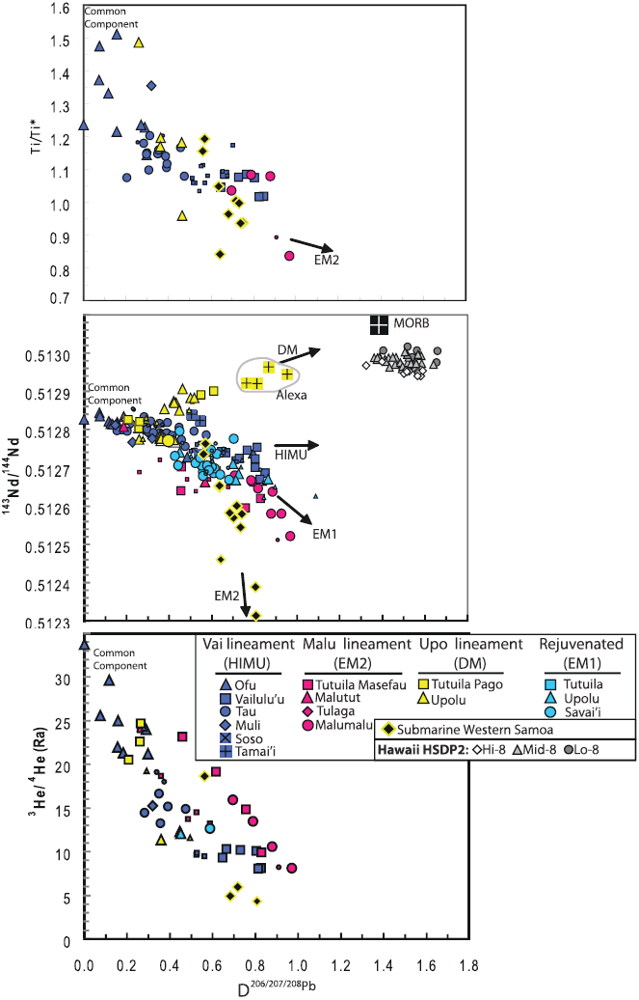 1.6
1.5
1.4
1.3
1.2
1.1
1.0
0.9
0.8
0.7
Ti/Ti*
Common
Component
EM2
0.5130
0.5129
0.5128
0.5127
0.5126
0.5125
0.5124
0.5123
143Nd/144Nd
MORB
DM
Alexa
Common
Component
HIMU
EM1
EM2
30
25
20
15
10
5
0
3He/4He (Ra)
Common
Component
Vai lineament Malu lineament Upo lineament Rejuvenated
(HIMU) (EM2) (DM) (EM1)
Ofu Tutuila Masefau Tutuila Pago Tutuila
Vailulu'u Malutut Upolu Upolu
Tau Tulaga Savai'i
Muli Malumalu
Soso
Tamai'i
Submarine Western Samoa
Hawaii HSDP2: Hi-8 Mid-8 Lo-8
0.0 0.2 0.4 0.6 0.8 1.0 1.2 1.4 1.6 1.8
D206/207/208Pb